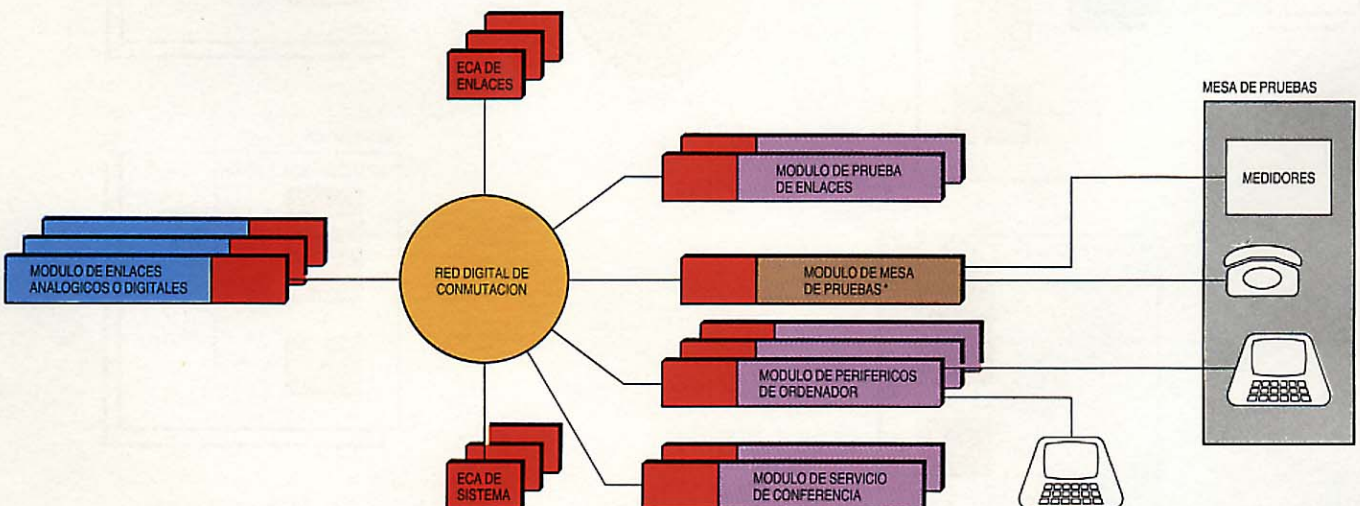 ECA DE
ENLACES
MESA DE PRUEBAS
MODULO DE PRUEBA
DE ENLACES
MEDIDORES
MODULO DE ENLACES
ANALOGICOS O DIGITALES
RED DIGITAL DE
CONMUTACION
MODULO DE MESA
DE PRUEBAS*
MODULO DE PERIFERICOS
DE ORDENADOR
ECA DE
SISTEMA
MODULO DE SERVICIO
DE CONFERENCIA